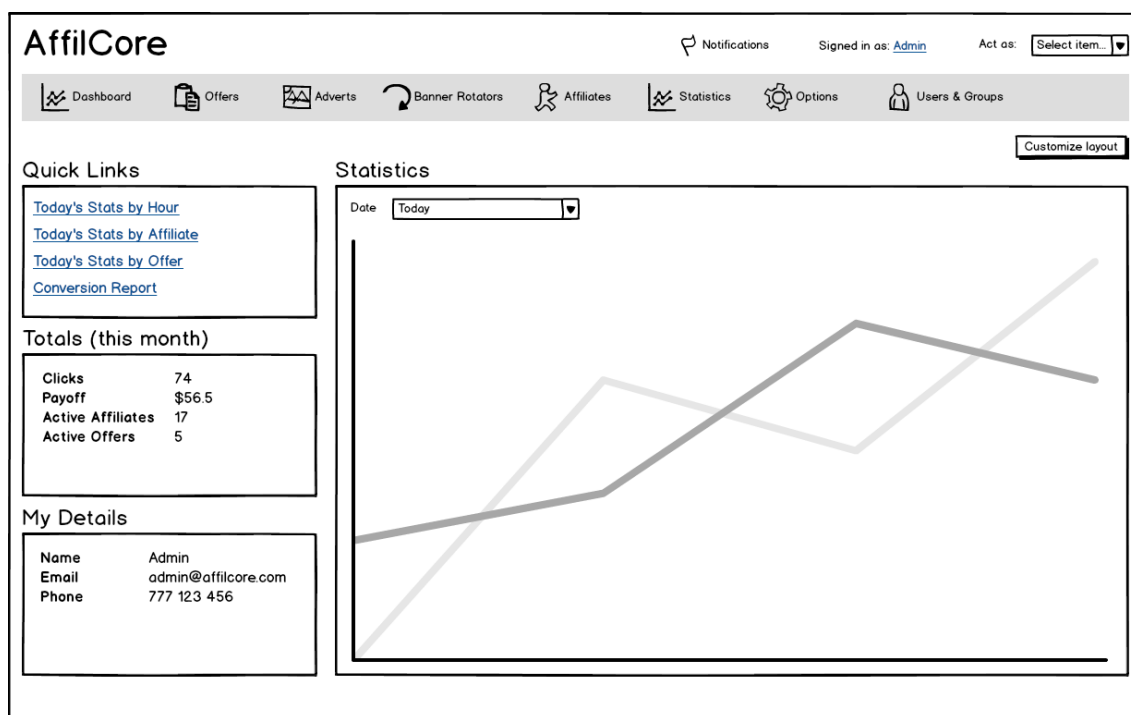 AffilCore
Notifications
Signed in as: Admin
Act as:
Select item...
Dashboard
Offers
Adverts
Banner Rotators
Affiliates
Statistics
Options
Users & Groups
Customize layout
Quick Links
Today's Stats by Hour
Today's Stats by Affiliate
Today's Stats by Offer
Conversion Report
Totals (this month)
Clicks 74
Payoff $56.5
Active Affiliates 17
Active Offers 5
My Details
Name Admin
Email admin@affilcore.com
Phone 777 123 456
Statistics
Date Today